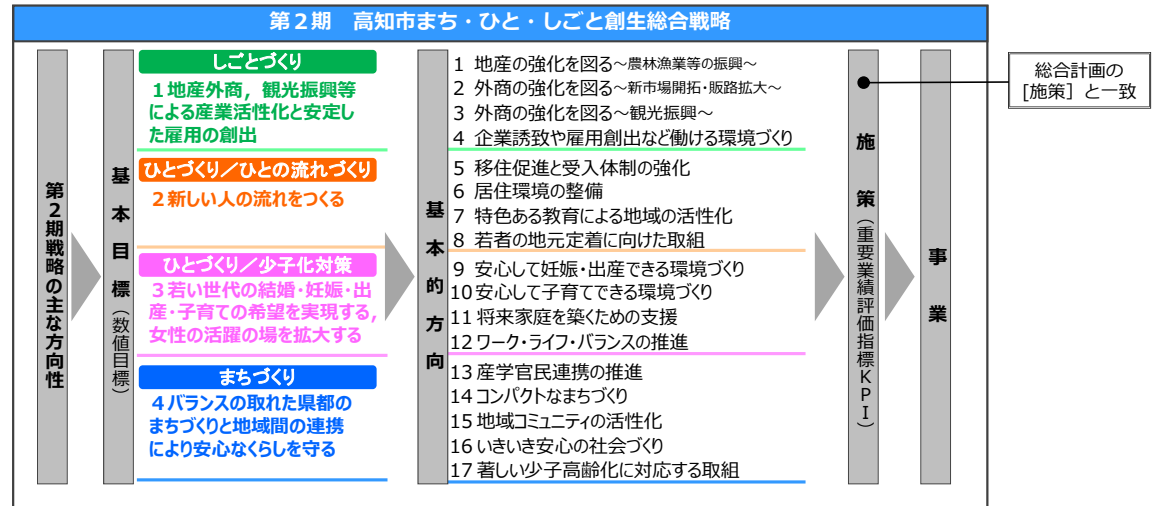 第２期　高知市まち・ひと・しごと創生総合戦略
第２期戦略の主な方向性
基本目標（数値目標）
しごとづくり
１地産外商，観光振興等
による産業活性化と安定し
た雇用の創出
ひとづくり／ひとの流れづくり
２新しい人の流れをつくる
ひとづくり／少子化対策
３若い世代の結婚・妊娠・出
産・子育ての希望を実現する，
女性の活躍の場を拡大する
まちづくり
４バランスの取れた県都の
まちづくりと地域間の連携
により安心なくらしを守る
基本的方向
1 地産の強化を図る～農林漁業等の振興～
2 外商の強化を図る～新市場開拓・販路拡大～
3 外商の強化を図る～観光振興～
4 企業誘致や雇用創出など働ける環境づくり
5 移住促進と受入体制の強化
6 居住環境の整備
7 特色ある教育による地域の活性化
8 若者の地元定着に向けた取組
9 安心して妊娠・出産できる環境づくり
10 安心して子育てできる環境づくり
11 将来家庭を築くための支援
12 ワーク・ライフ・バランスの推進
13 産学官民連携の推進
14 コンパクトなまちづくり
15 地域コミュニティの活性化
16 いきいき安心の社会づくり
17 著しい少子高齢化に対応する取組
施策（重要業績評価指標ＫＰＩ）
事業
総合計画の
[施策］と一致